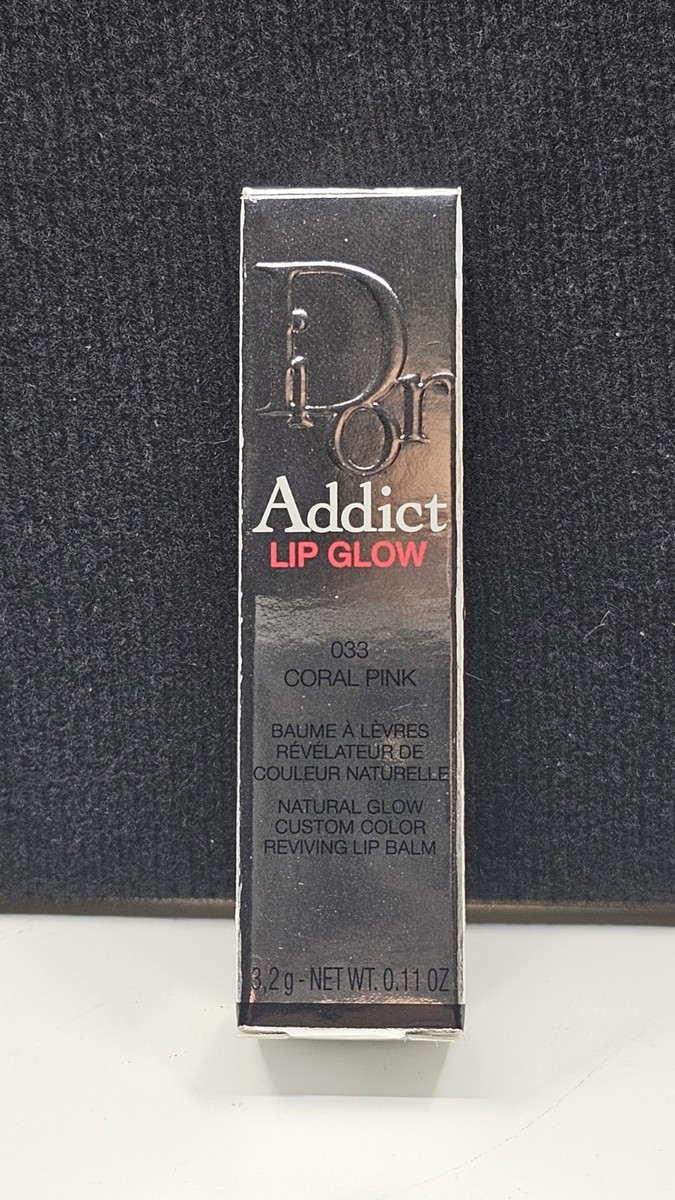 Dior
Addict
LIP GLOW
033
CORAL PINK
BAUME À LÈVRES
RÉVÉLATEUR DE
COULEUR NATURELLE
NATURAL GLOW
CUSTOM COLOR
REVIVING LIP BALM
3,2 g - NET WT. 0.11 OZ